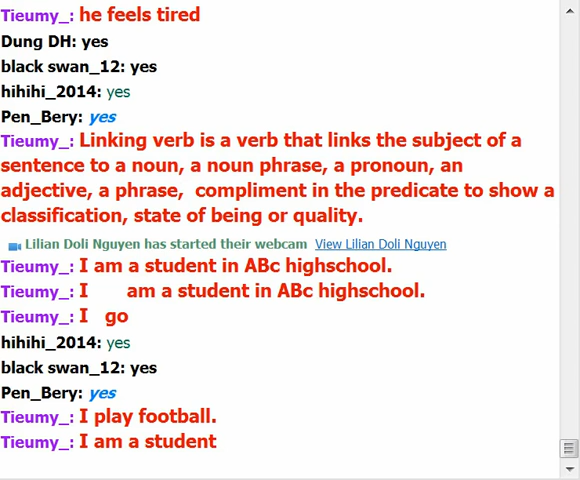 Tieumy_: he feels tired
Dung DH: yes
black swan_12: yes
hihihi_2014: yes
Pen_Bery: yes
Tieumy_: Linking verb is a verb that links the subject of a
sentence to a noun, a noun phrase, a pronoun, an
adjective, a phrase,  compliment in the predicate to show a
classification, state of being or quality.
Lilian Doli Nguyen has started their webcam  View Lilian Doli Nguyen
Tieumy_: I am a student in ABc highschool.
Tieumy_: I      am a student in ABc highschool.
Tieumy_: I   go
hihihi_2014: yes
black swan_12: yes
Pen_Bery: yes
Tieumy_: I play football.
Tieumy_: I am a student